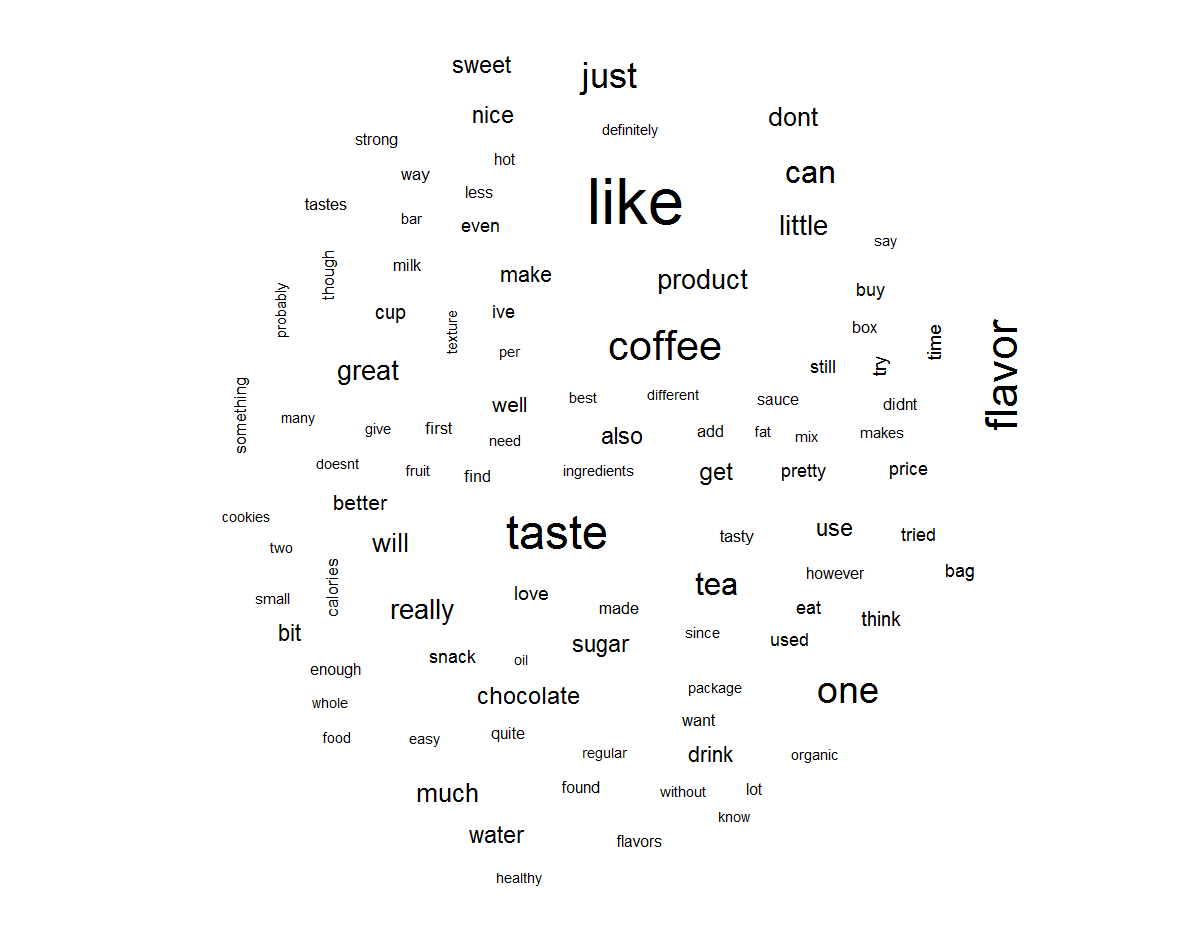 sweet
just
nice
dont
definitely
strong
hot
way
can
less
tastes
like
bar
even
little
say
though
milk
make
product
probably
buy
cup
texture
ive
box
time
per
coffee
flavor
great
still
try
something
well
best
different
sauce
didnt
many
give
first
need
also
add
fat
mix
makes
doesnt
fruit
find
ingredients
get
pretty
price
better
cookies
will
two
taste
tasty
use
tried
calories
however
bag
small
love
tea
really
made
eat
think
bit
since
used
sugar
snack
oil
enough
chocolate
package
one
whole
want
food
easy
quite
regular
drink
organic
much
found
without
lot
know
water
flavors
healthy